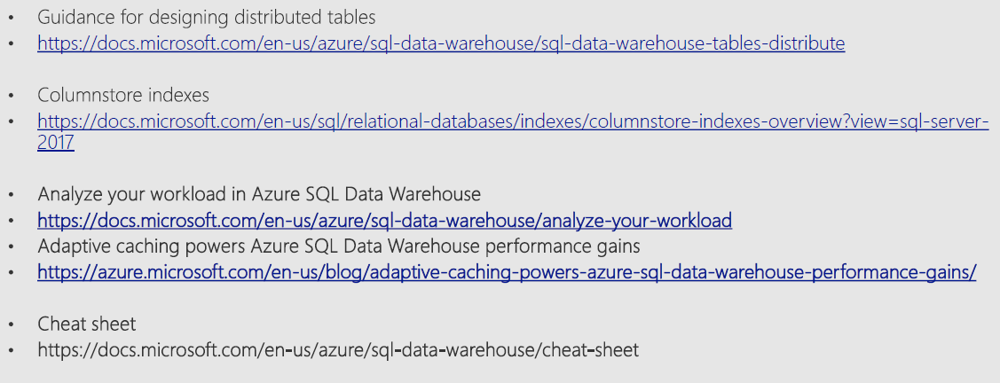 • Guidance for designing distributed tables
• https://docs.microsoft.com/en-us/azure/sql-data-warehouse/sql-data-warehouse-tables-distribute
• Columnstore indexes
• https://docs.microsoft.com/en-us/sql/relational-databases/indexes/columnstore-indexes-overview?view=sql-server-
2017
• Analyze your workload in Azure SQL Data Warehouse
• https://docs.microsoft.com/en-us/azure/sql-data-warehouse/analyze-your-workload
• Adaptive caching powers Azure SQL Data Warehouse performance gains
• https://azure.microsoft.com/en-us/blog/adaptive-caching-powers-azure-sql-data-warehouse-performance-gains/
• Cheat sheet
• https://docs.microsoft.com/en-us/azure/sql-data-warehouse/cheat-sheet